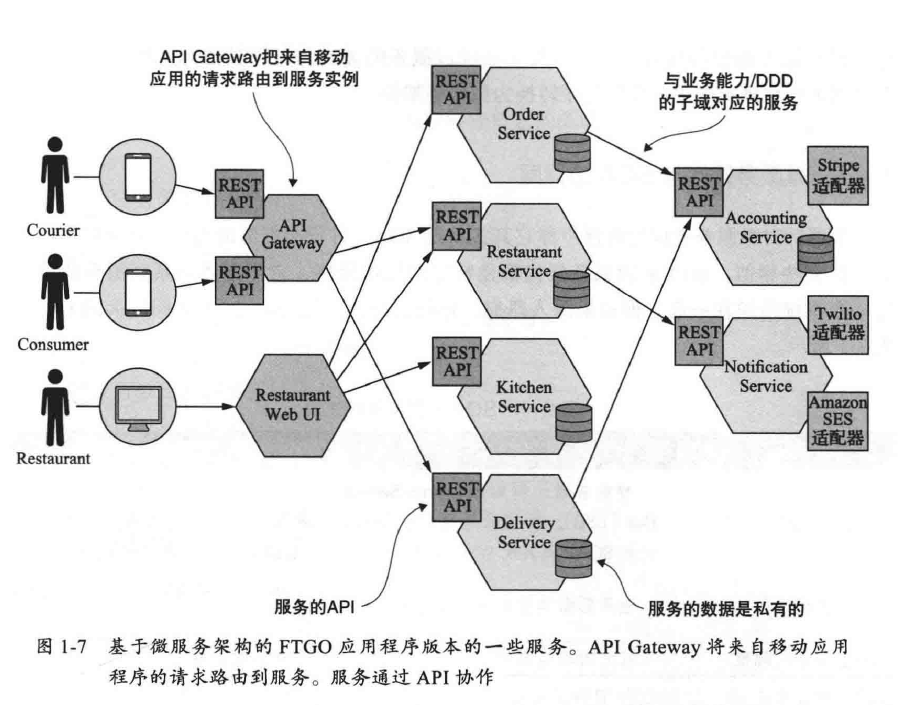 API Gateway把来自移动
应用的请求路由到服务实例
REST
API
Order
Service
与业务能力/DDD
的子域对应的服务
Courier
REST
API
API
Gateway
REST
API
Consumer
REST
API
Restaurant
Service
REST
API
Accounting
Service
Stripe
适配器
REST
API
Notification
Service
Twilio
适配器
Amazon
SES
适配器
Restaurant
Restaurant
Web UI
REST
API
Kitchen
Service
REST
API
Delivery
Service
服务的API
服务的数据是私有的
图 1-7 基于微服务架构的 FTGO 应用程序版本的一些服务。API Gateway 将来自移动应用
程序的请求路由到服务。服务通过 API 协作